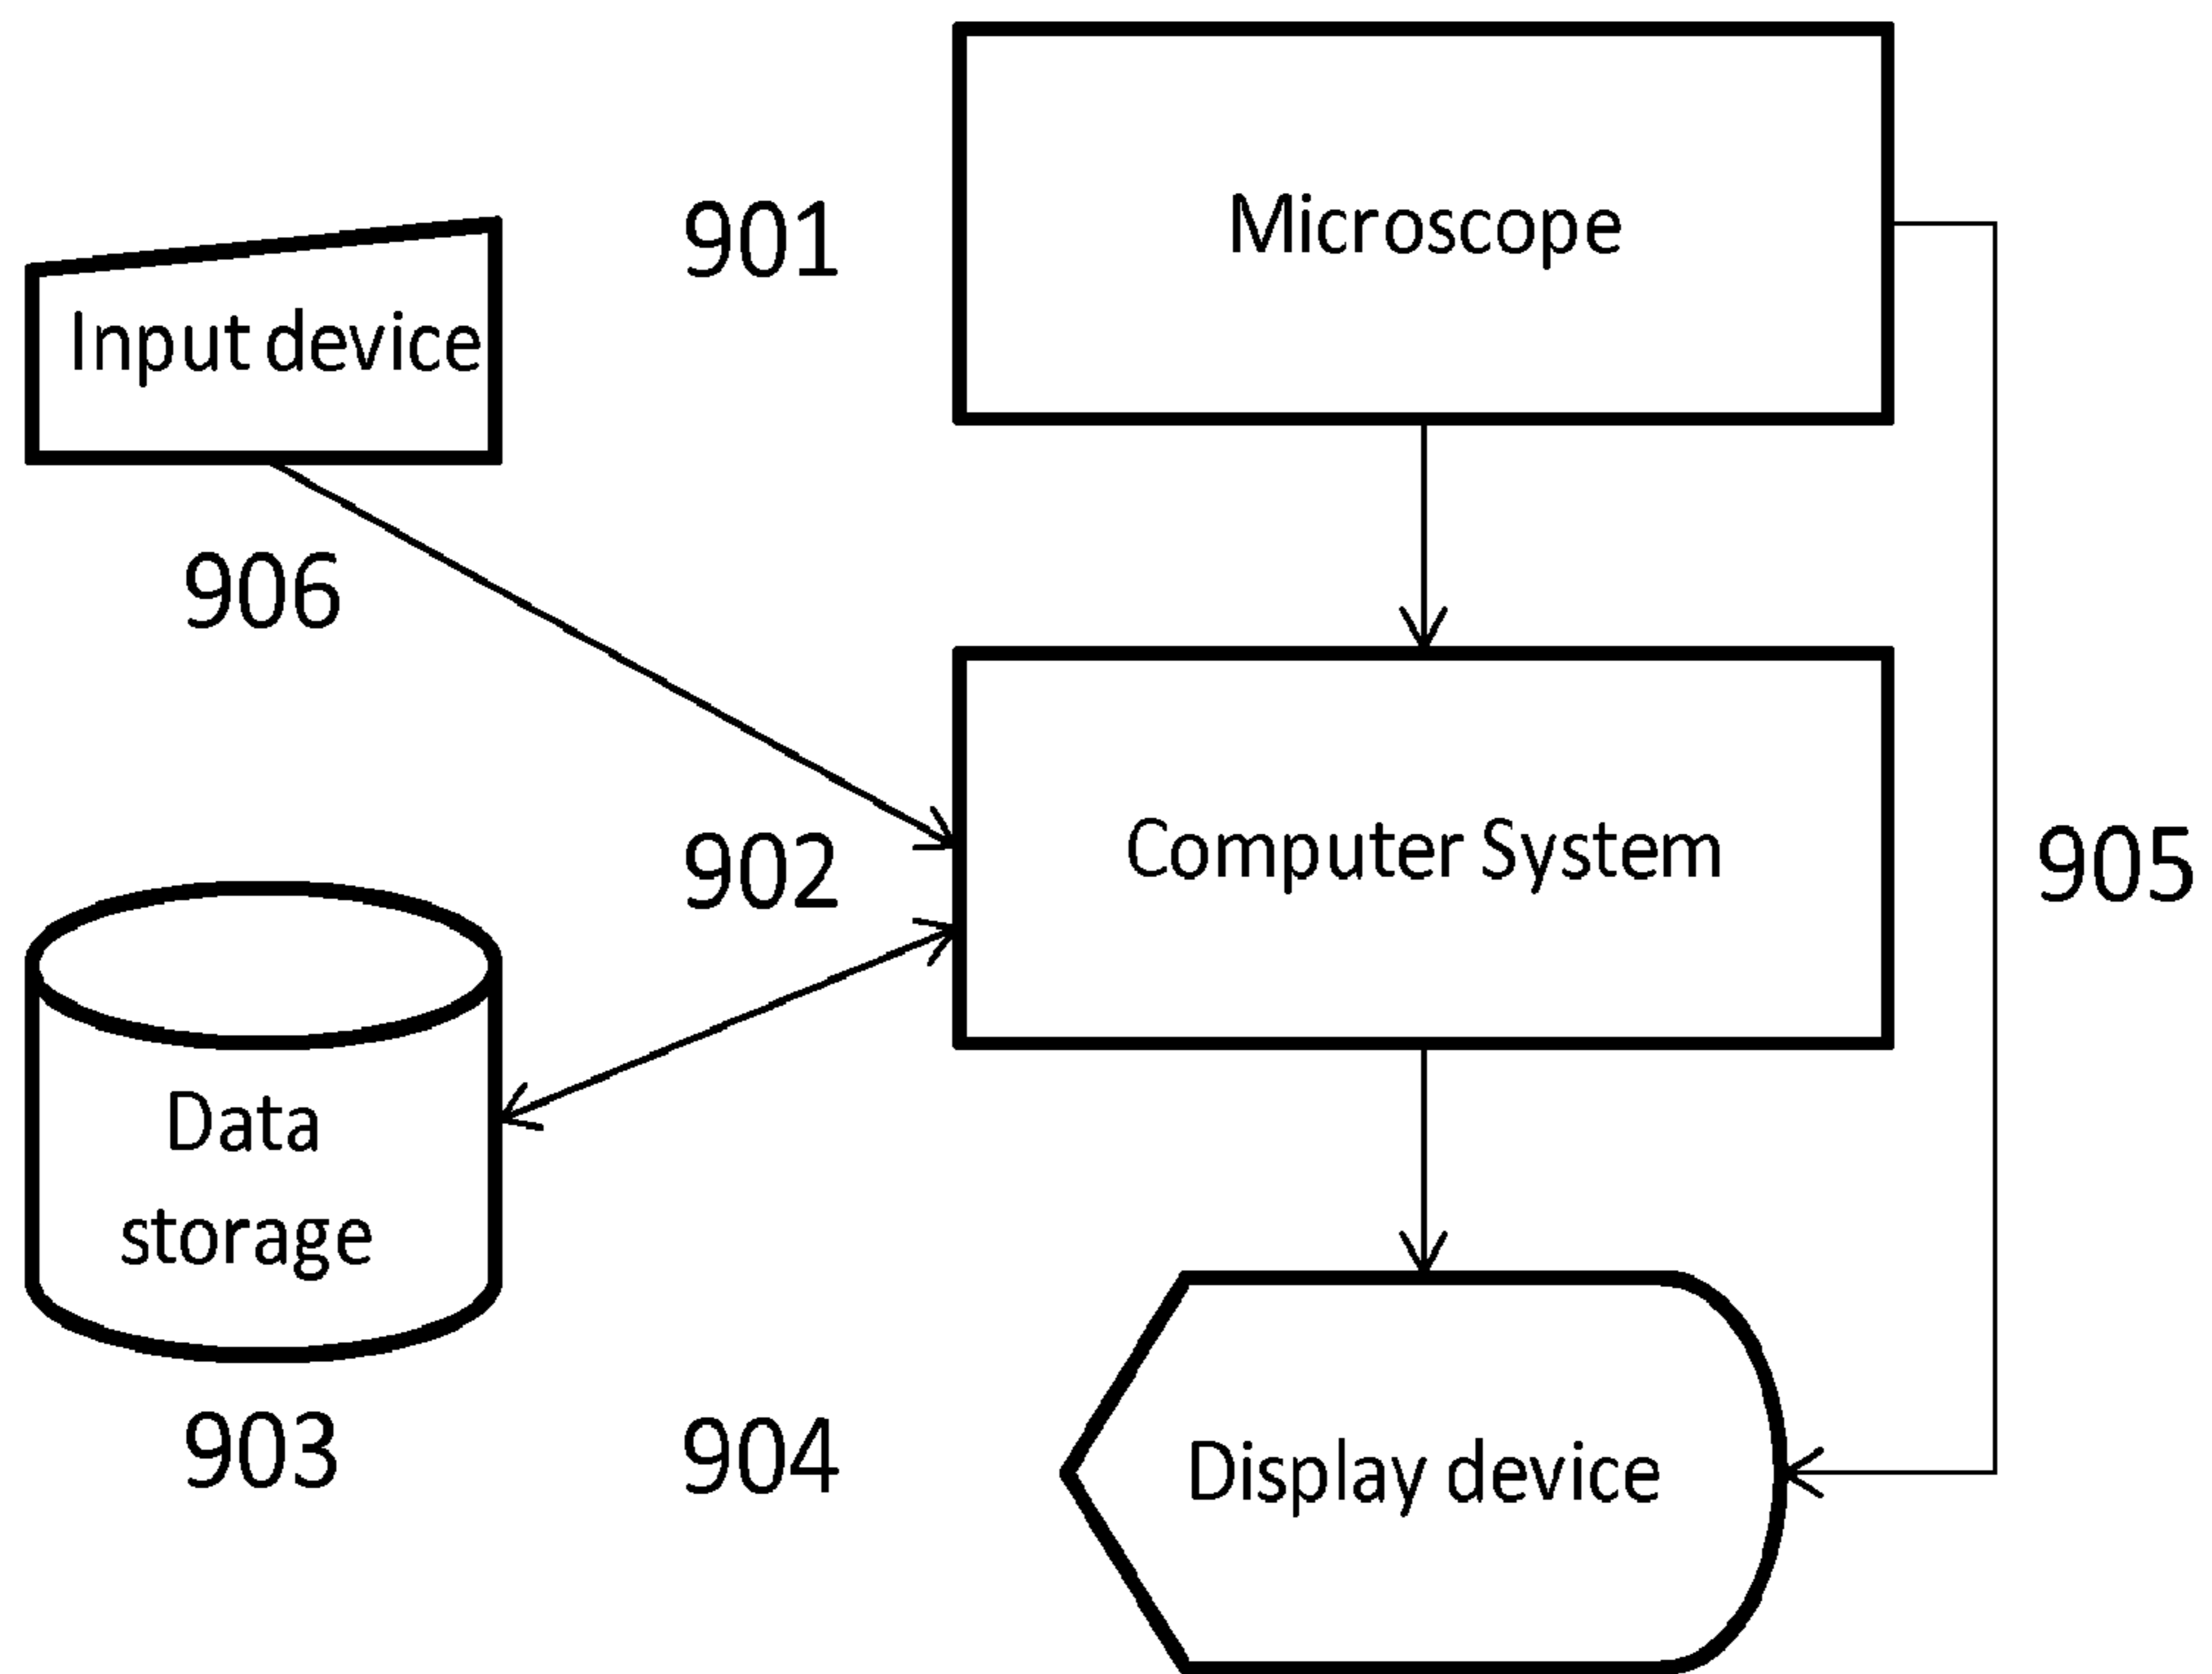 901
Microscope
Input device
906
902
Computer System
905
Data
storage
903
904
Display device